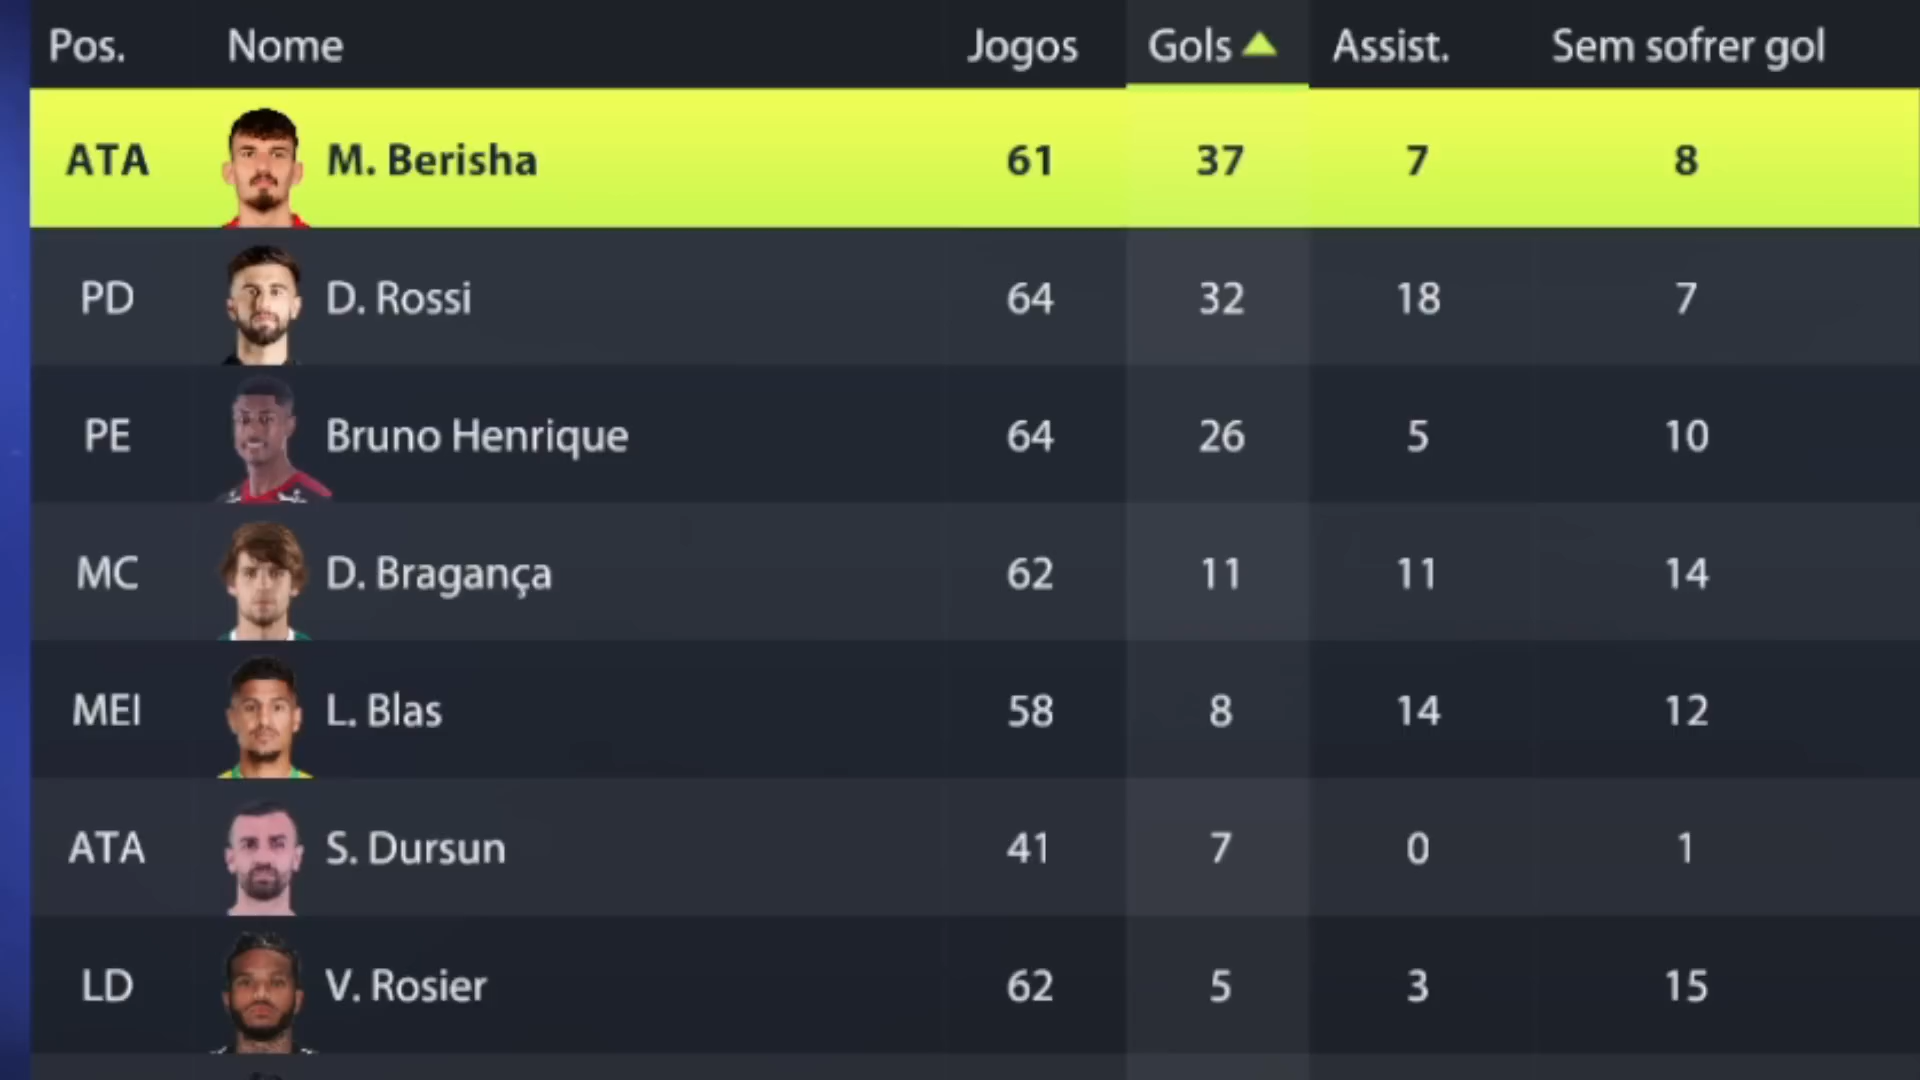 Pos. Nome Jogos Gols Assist. Sem sofrer gol
ATA M. Berisha 61 37 7 8
PD D. Rossi 64 32 18 7
PE Bruno Henrique 64 26 5 10
MC D. Bragança 62 11 11 14
MEI L. Blas 58 8 14 12
ATA S. Dursun 41 7 0 1
LD V. Rosier 62 5 3 15